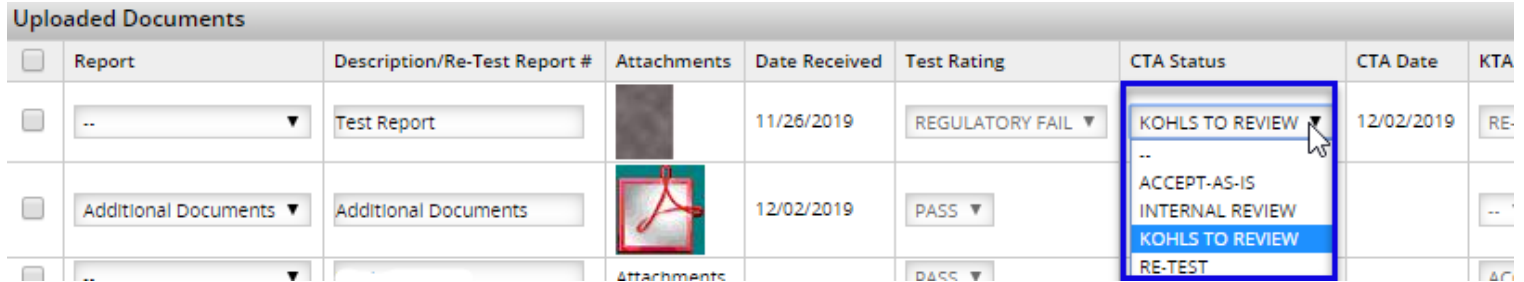 Uploaded Documents
Report Description/Re-Test Report # Attachments Date Received Test Rating CTA Status CTA Date KTA
-- Test Report 11/26/2019 REGULATORY FAIL KOHLS TO REVIEW 12/02/2019 RE-
--
ACCEPT-AS-IS
Additional Documents Additional Documents 12/02/2019 PASS INTERNAL REVIEW --
KOHLS TO REVIEW
-- Attachments PASS RE-TEST ACC